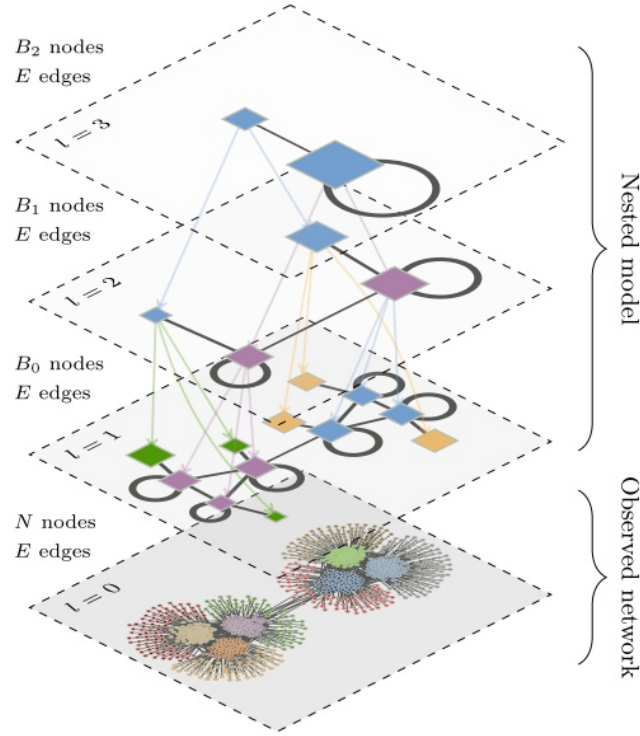 B₂ nodes
E edges
l = 3
B₁ nodes
E edges
l = 2
B₀ nodes
E edges
l = 1
N nodes
E edges
l = 0
Nested model
Observed network